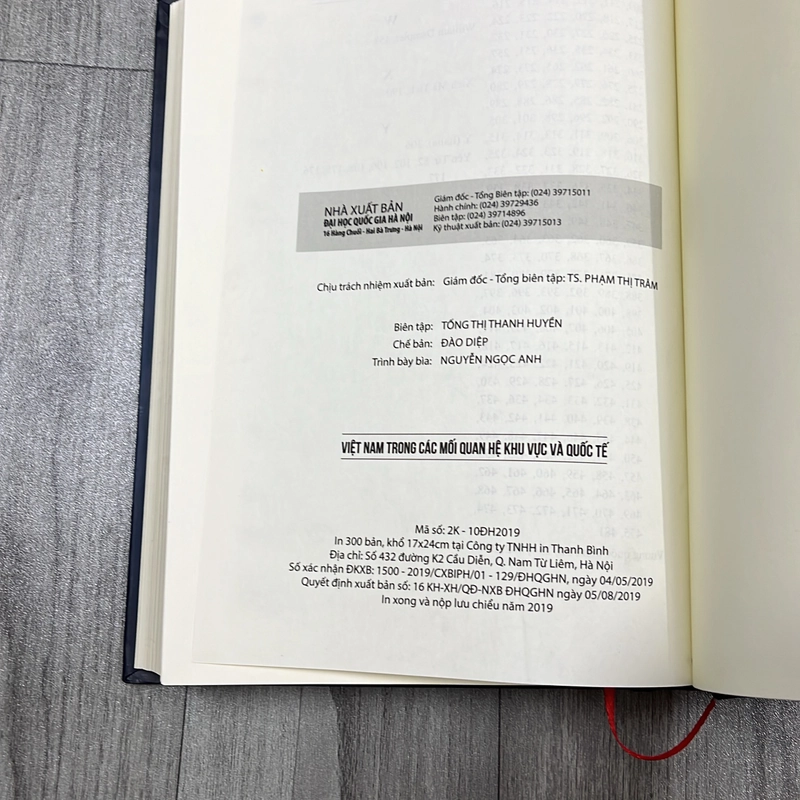 NHÀ XUẤT BẢN
ĐẠI HỌC QUỐC GIA HÀ NỘI
16 Hàng Chuối - Hai Bà Trưng - Hà Nội
Giám đốc - Tổng Biên tập: (024) 39715011
Hành chính: (024) 39729436
Biên tập: (024) 39714896
Kỹ thuật xuất bản: (024) 39715013
Chịu trách nhiệm xuất bản: Giám đốc - Tổng biên tập: TS. PHẠM THỊ TRÂM
Biên tập: TỐNG THỊ THANH HUYỀN
Chế bản: ĐÀO DIỆP
Trình bày bìa: NGUYỄN NGỌC ANH
VIỆT NAM TRONG CÁC MỐI QUAN HỆ KHU VỰC VÀ QUỐC TẾ
Mã số: 2K - 10ĐH2019
In 300 bản, khổ 17x24cm tại Công ty TNHH in Thanh Bình
Địa chỉ: Số 432 đường K2 Cầu Diễn, Q. Nam Từ Liêm, Hà Nội
Số xác nhận ĐKXB: 1500 - 2019/CXBIPH/01 - 129/ĐHQGHN, ngày 04/05/2019
Quyết định xuất bản số: 16 KH-XH/QĐ-NXB ĐHQGHN ngày 05/08/2019
In xong và nộp lưu chiểu năm 2019